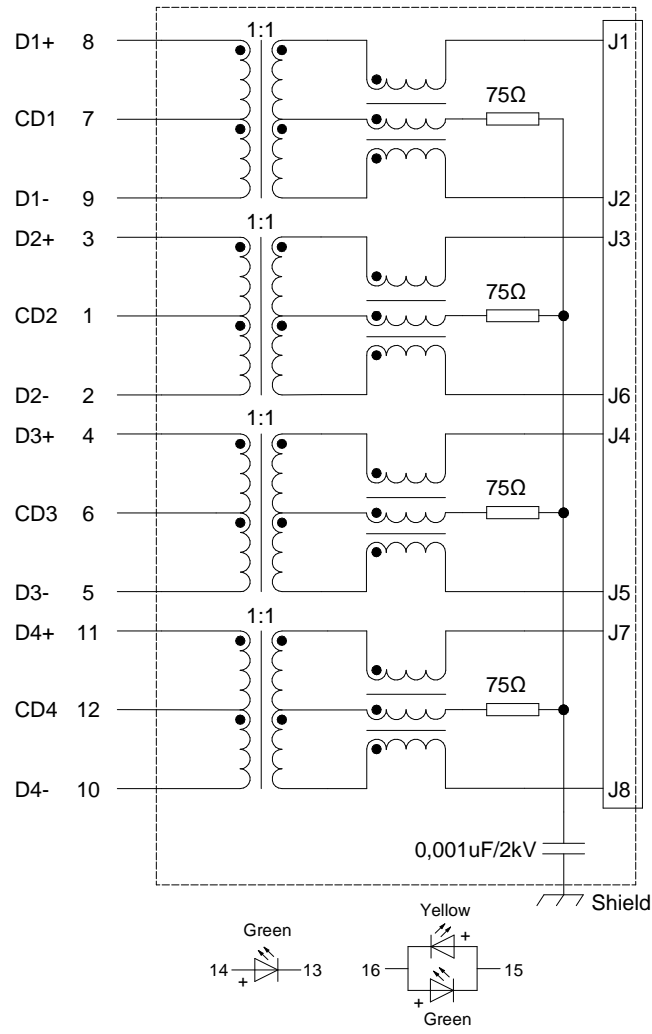 1:1
D1+ 8 J1
75Ω
CD1 7
D1- 9 J2
1:1
D2+ 3 J3
75Ω
CD2 1
D2- 2 J6
1:1
D3+ 4 J4
75Ω
CD3 6
D3- 5 J5
1:1
D4+ 11 J7
75Ω
CD4 12
D4- 10 J8
0,001uF/2kV
Shield
Green
14 + 13
Yellow
+
16 15
+
Green